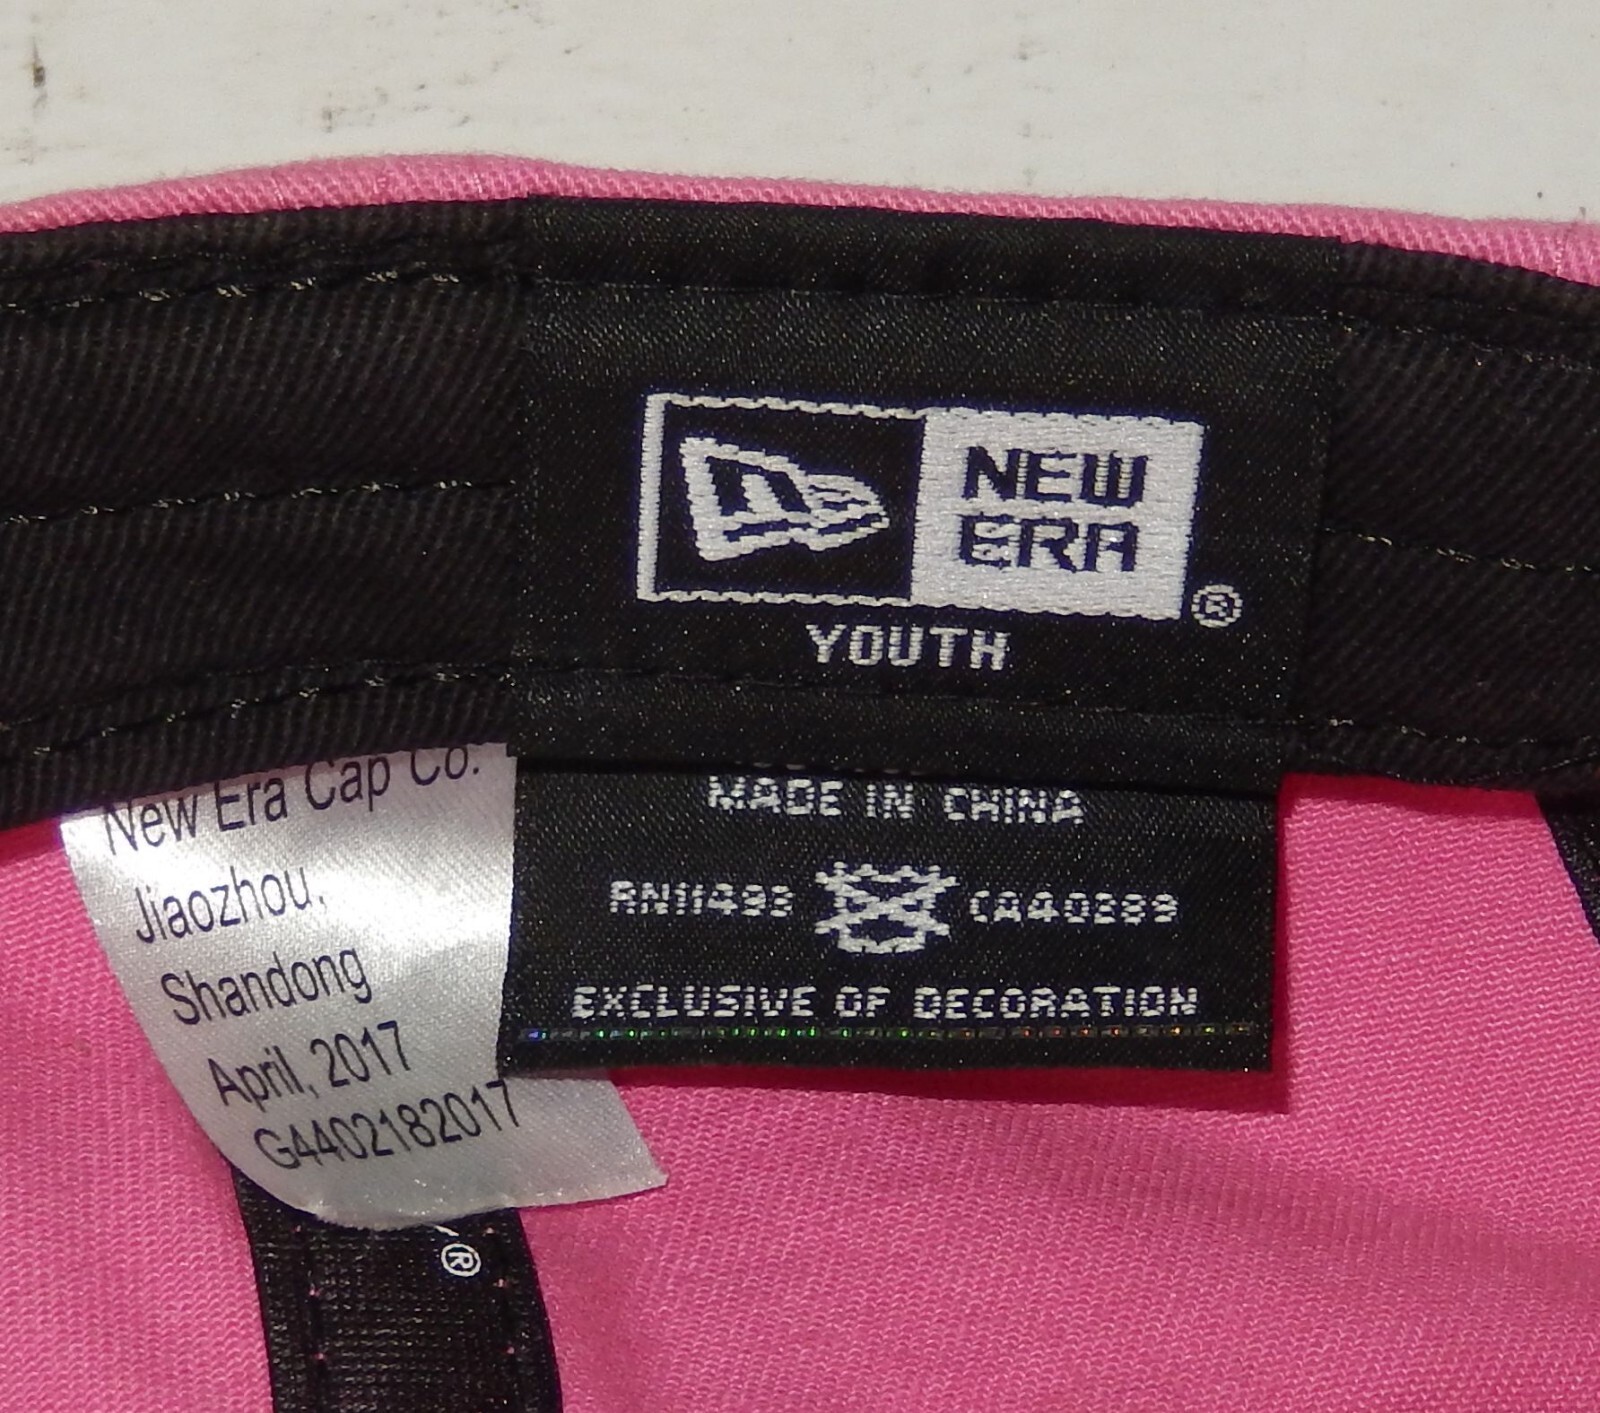 NEW
ERA
®
YOUTH
MADE IN CHINA
RN11493 CA40289
EXCLUSIVE OF DECORATION
New Era Cap Co.
Jiaozhou,
Shandong
April, 2017
G4402182017
®